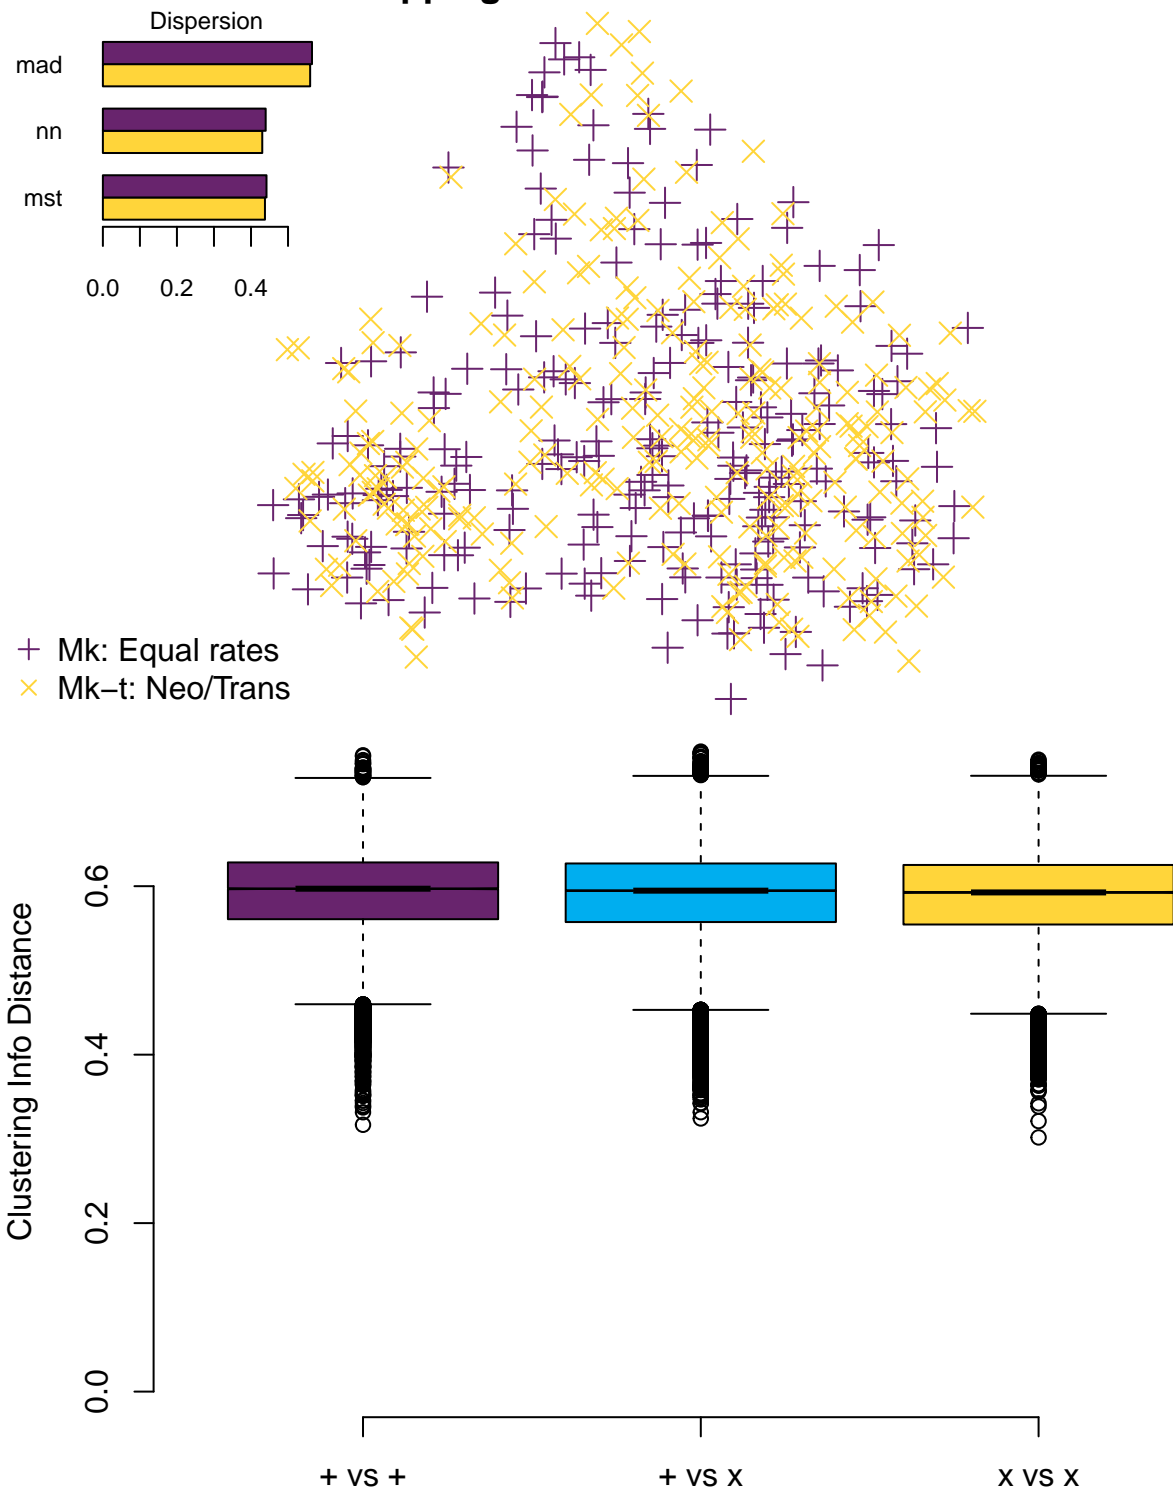 Dispersion
mad
nn
mst
0.0 0.2 0.4
Mk: Equal rates
Mk−t: Neo/Trans
Clustering Info Distance
0.6
0.4
0.2
0.0
+ vs +
+ vs x
x vs x